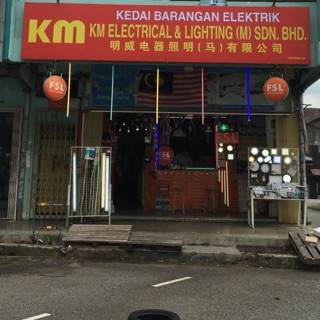 KEDAI BARANGAN ELEKTRIK
KM
KM ELECTRICAL & LIGHTING (M) SDN. BHD.
明威电器照明(马)有限公司
FSL
FSL
FSL